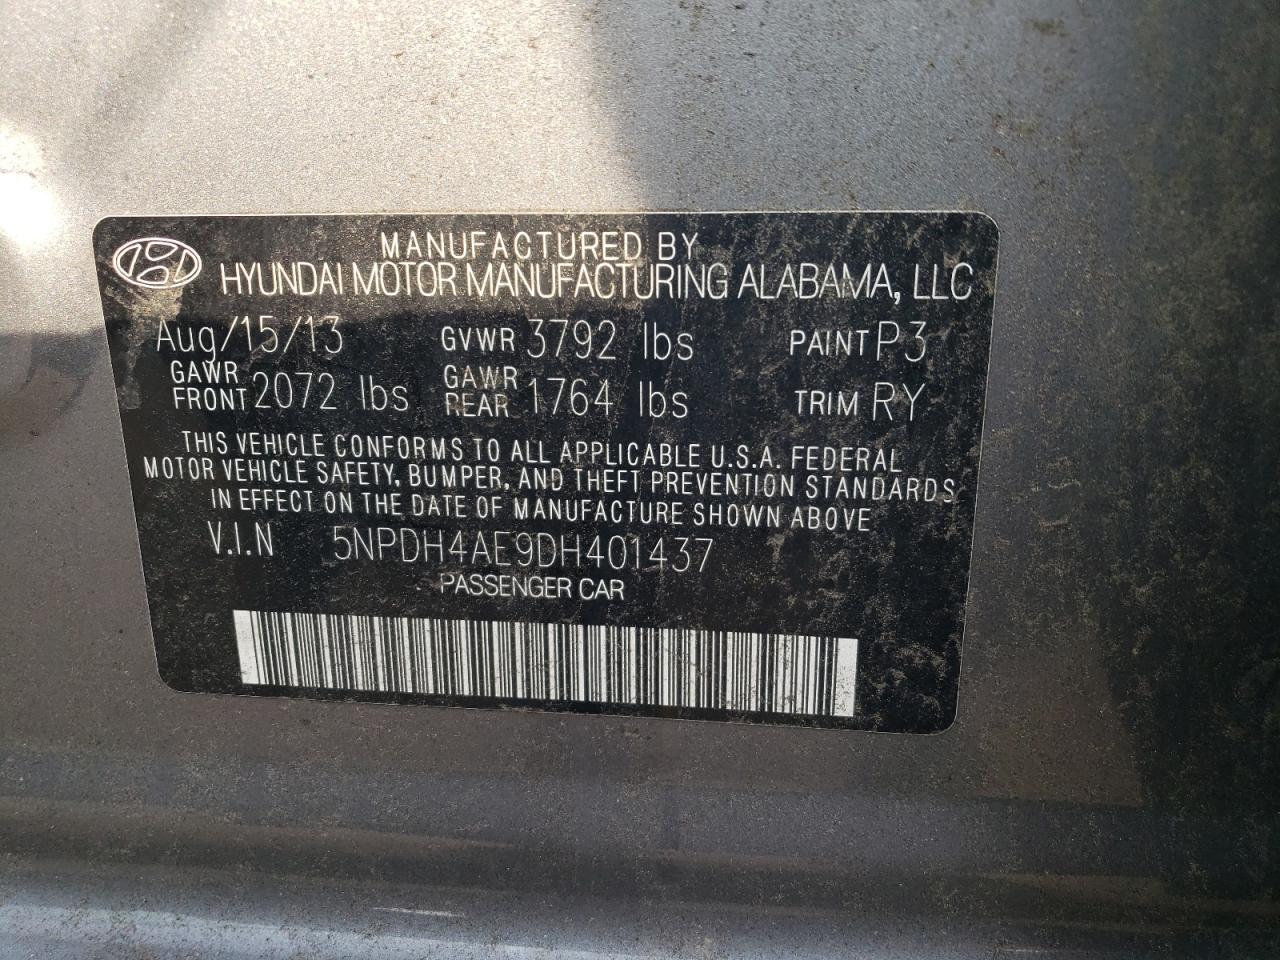 MANUFACTURED BY
HYUNDAI MOTOR MANUFACTURING ALABAMA, LLC
Aug/15/13 GVWR 3792 lbs PAINT P3
GAWR FRONT 2072 lbs GAWR REAR 1764 lbs TRIM RY
THIS VEHICLE CONFORMS TO ALL APPLICABLE U.S.A. FEDERAL
MOTOR VEHICLE SAFETY, BUMPER, AND THEFT PREVENTION STANDARDS
IN EFFECT ON THE DATE OF MANUFACTURE SHOWN ABOVE
V.I.N 5NPDH4AE9DH401437
PASSENGER CAR